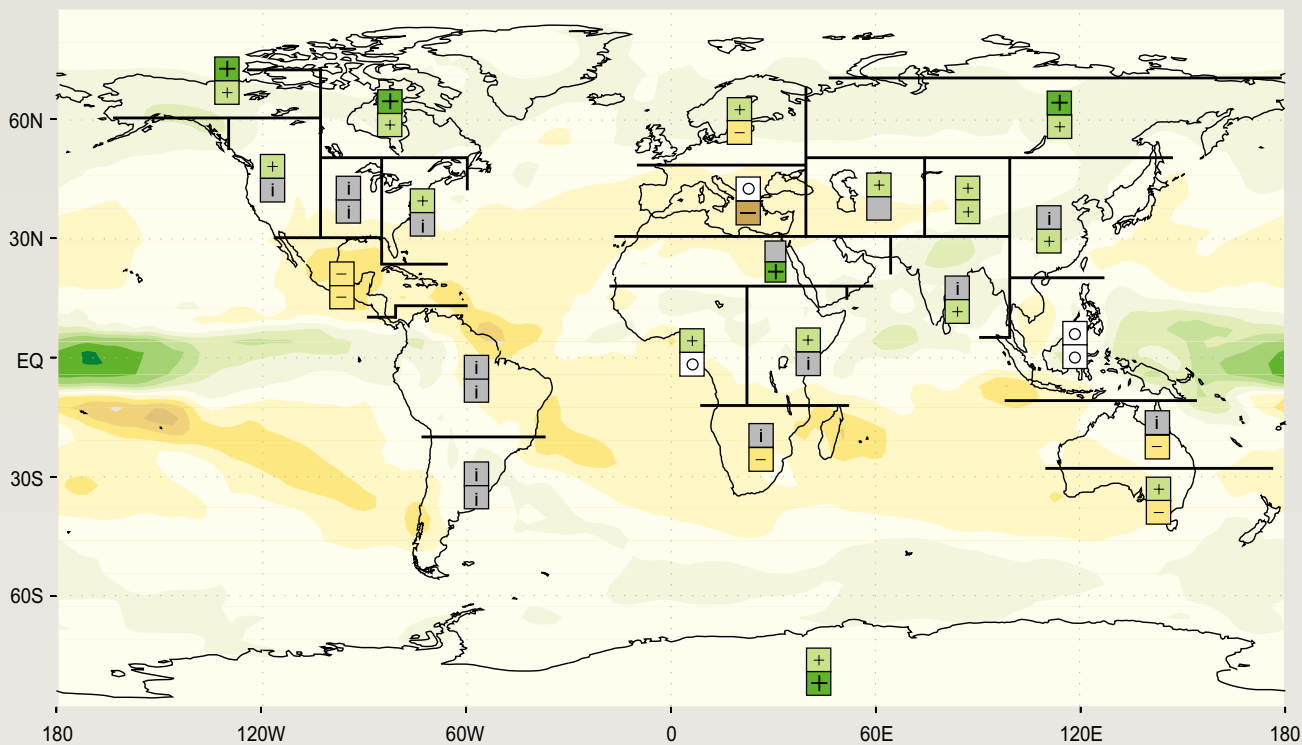 +
+
+
+
+
+
+
−
60N
+
i
i
i
+
i
○
−
+
+
+
i
+
30N
−
−
+
i
+
EQ
i
i
+
○
+
i
○
○
i
−
i
−
30S
i
i
+
−
60S
+
+
180 120W 60W 0 60E 120E 180